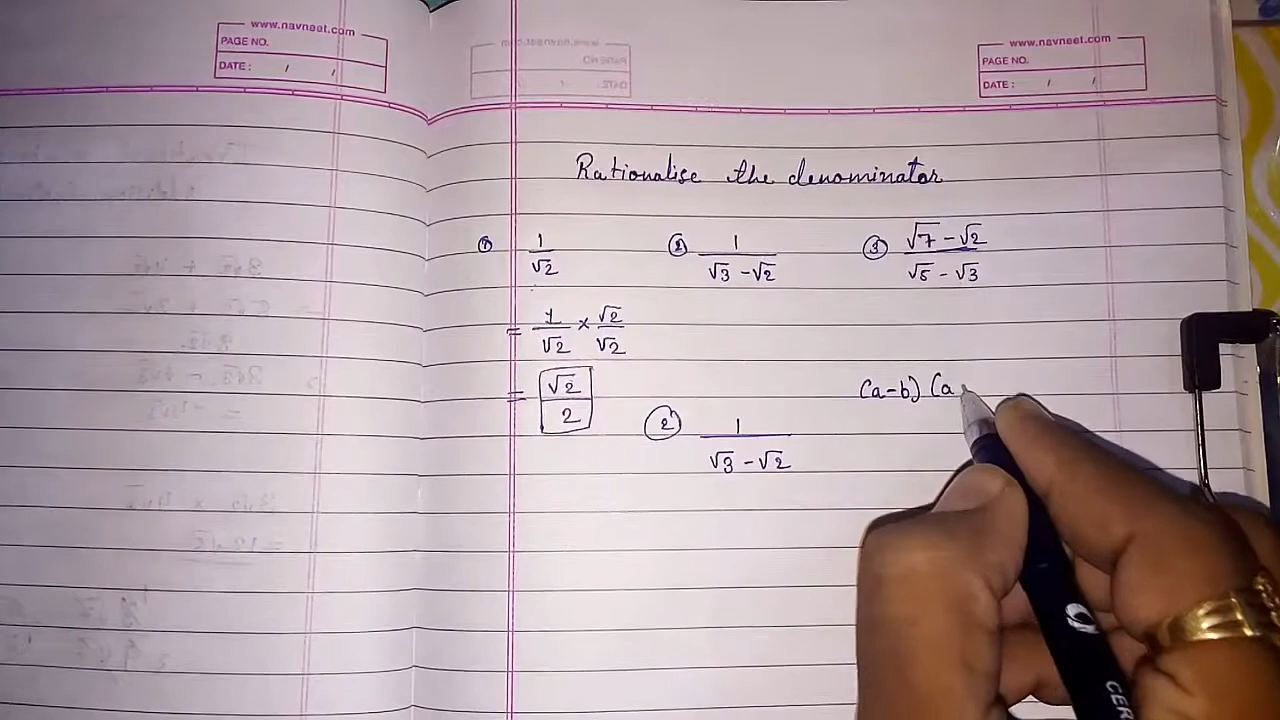 www.navneet.com
PAGE NO.
DATE : / /
www.navneet.com
PAGE NO.
DATE : / /
Rationalise the denominator
① 1/√2 ② 1/(√3 - √2) ③ (√7 - √2)/(√5 - √3)
= 1/√2 × √2/√2
= √2/2
(a-b) (a
② 1/(√3 - √2)
CER